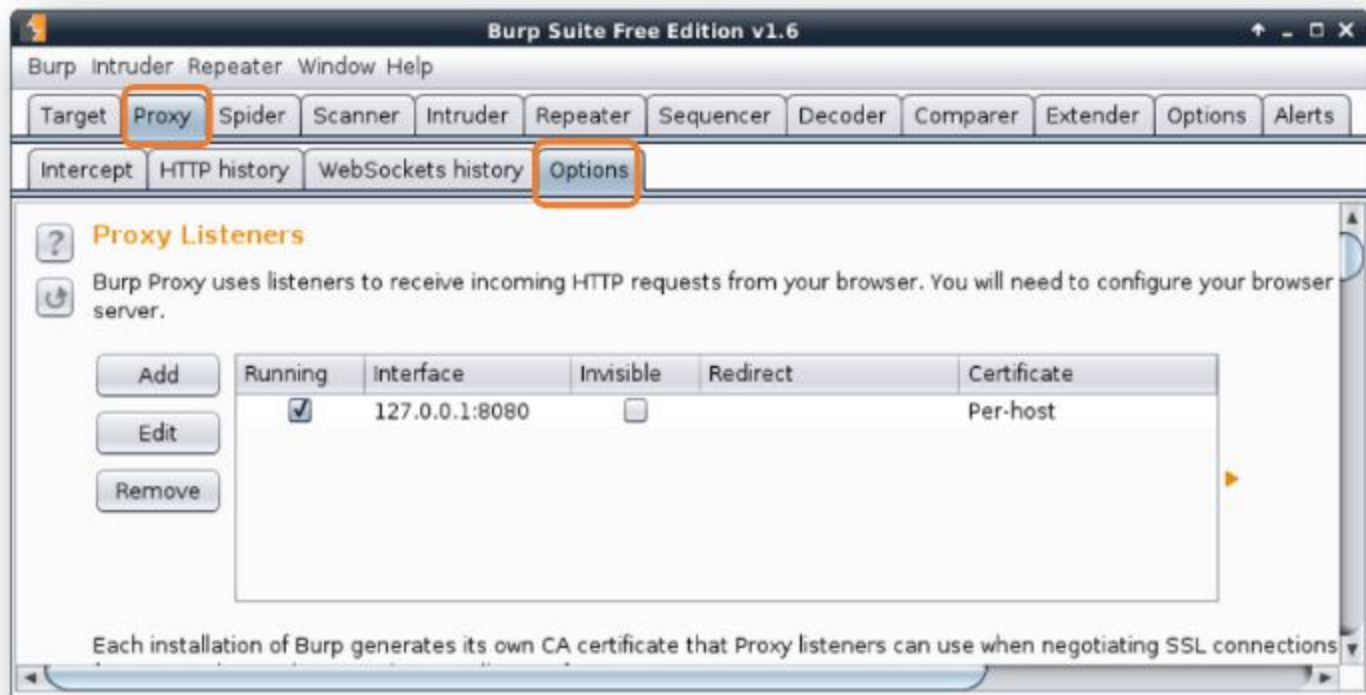 Burp Suite Free Edition v1.6
Burp Intruder Repeater Window Help
Target Proxy Spider Scanner Intruder Repeater Sequencer Decoder Comparer Extender Options Alerts
Intercept HTTP history WebSockets history Options
? Proxy Listeners
Burp Proxy uses listeners to receive incoming HTTP requests from your browser. You will need to configure your browser
server.
Add Running Interface Invisible Redirect Certificate
127.0.0.1:8080 Per-host
Edit
Remove
Each installation of Burp generates its own CA certificate that Proxy listeners can use when negotiating SSL connections